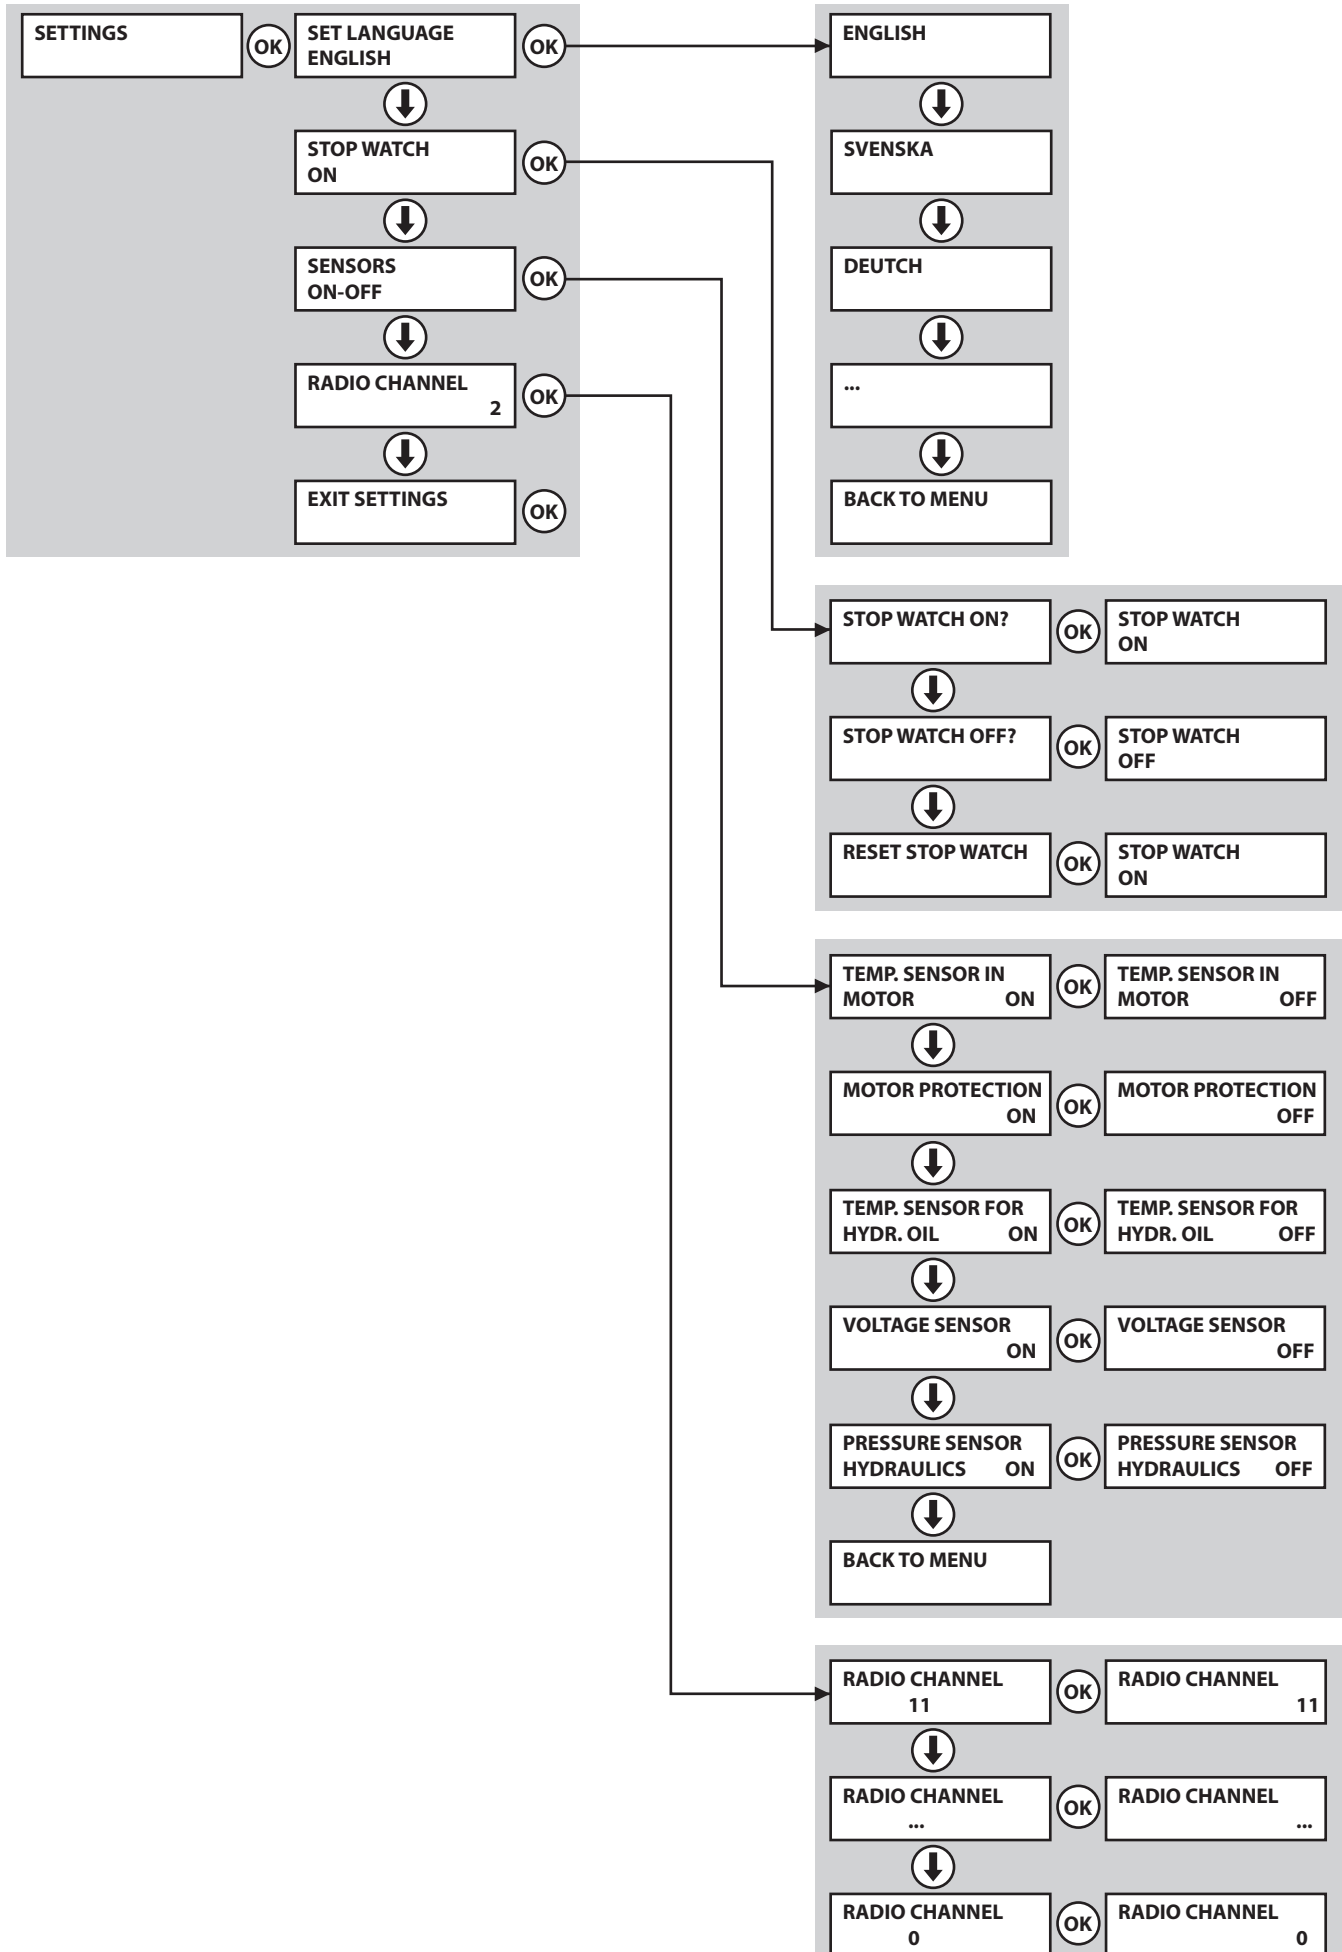 SETTINGS
OK
SET LANGUAGE
ENGLISH
OK
STOP WATCH
ON
OK
SENSORS
ON-OFF
OK
RADIO CHANNEL
2
OK
EXIT SETTINGS
OK
ENGLISH
SVENSKA
DEUTCH
...
BACK TO MENU
STOP WATCH ON?
OK
STOP WATCH
ON
STOP WATCH OFF?
OK
STOP WATCH
OFF
RESET STOP WATCH
OK
STOP WATCH
ON
TEMP. SENSOR IN
MOTOR ON
OK
TEMP. SENSOR IN
MOTOR OFF
MOTOR PROTECTION
ON
OK
MOTOR PROTECTION
OFF
TEMP. SENSOR FOR
HYDR. OIL ON
OK
TEMP. SENSOR FOR
HYDR. OIL OFF
VOLTAGE SENSOR
ON
OK
VOLTAGE SENSOR
OFF
PRESSURE SENSOR
HYDRAULICS ON
OK
PRESSURE SENSOR
HYDRAULICS OFF
BACK TO MENU
RADIO CHANNEL
11
OK
RADIO CHANNEL
11
RADIO CHANNEL
...
OK
RADIO CHANNEL
...
RADIO CHANNEL
0
OK
RADIO CHANNEL
0